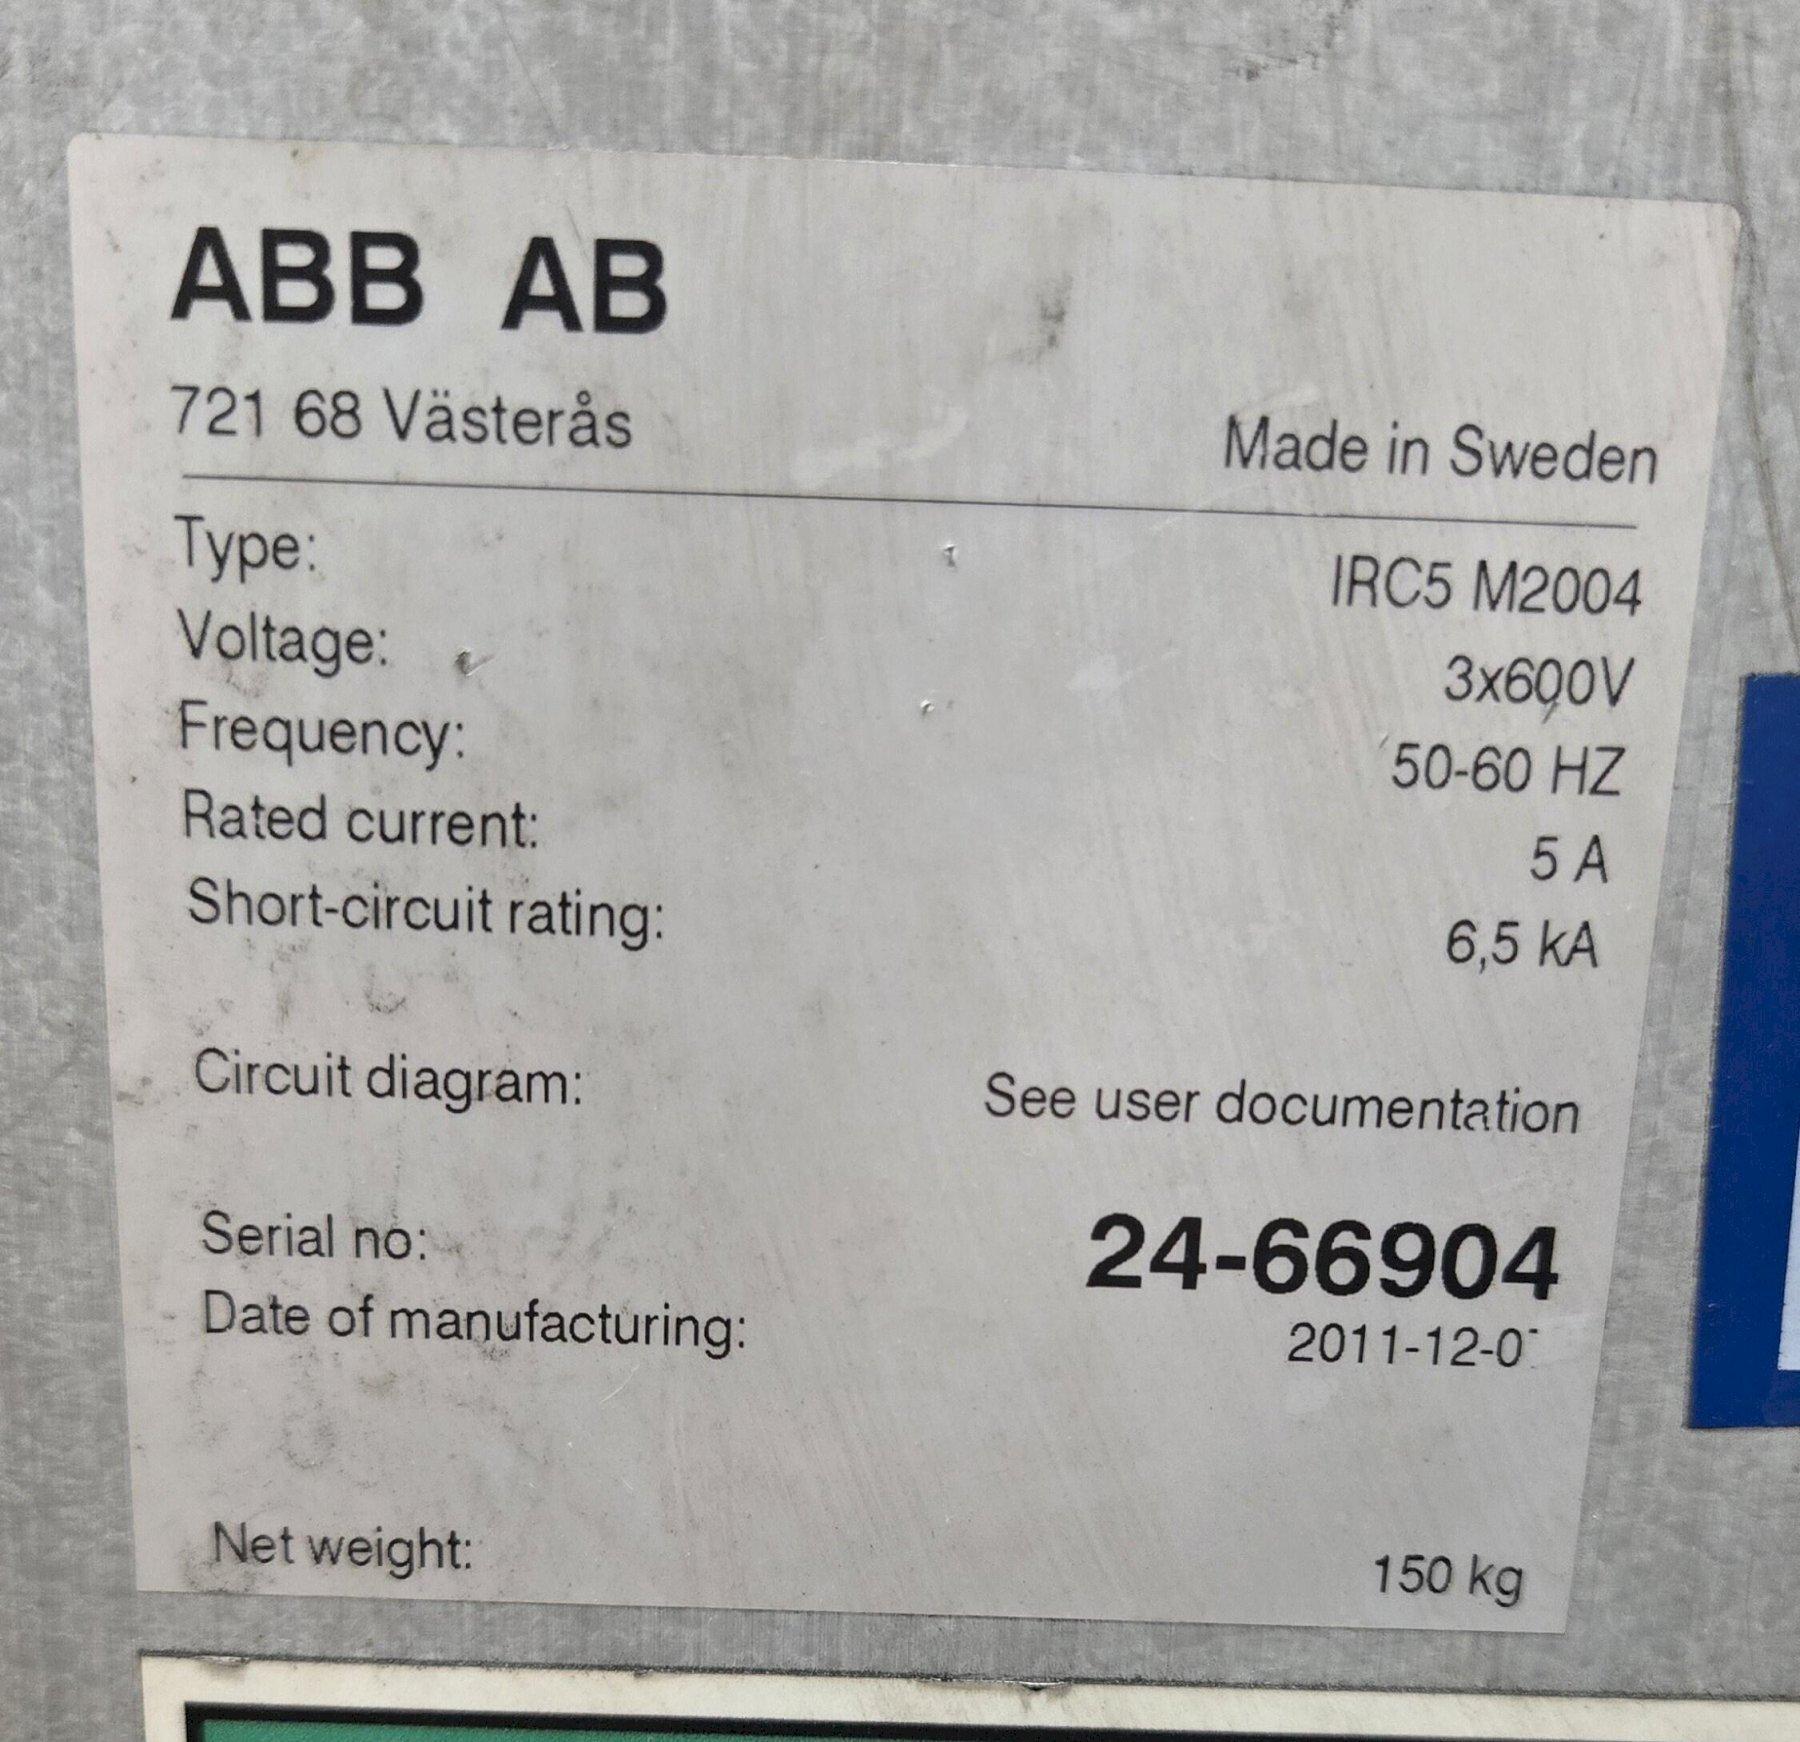 ABB AB
721 68 Västerås
Made in Sweden
Type: IRC5 M2004
Voltage: 3x600V
Frequency: 50-60 HZ
Rated current: 5 A
Short-circuit rating: 6,5 kA
Circuit diagram: See user documentation
Serial no: 24-66904
Date of manufacturing:
Net weight: 150 kg